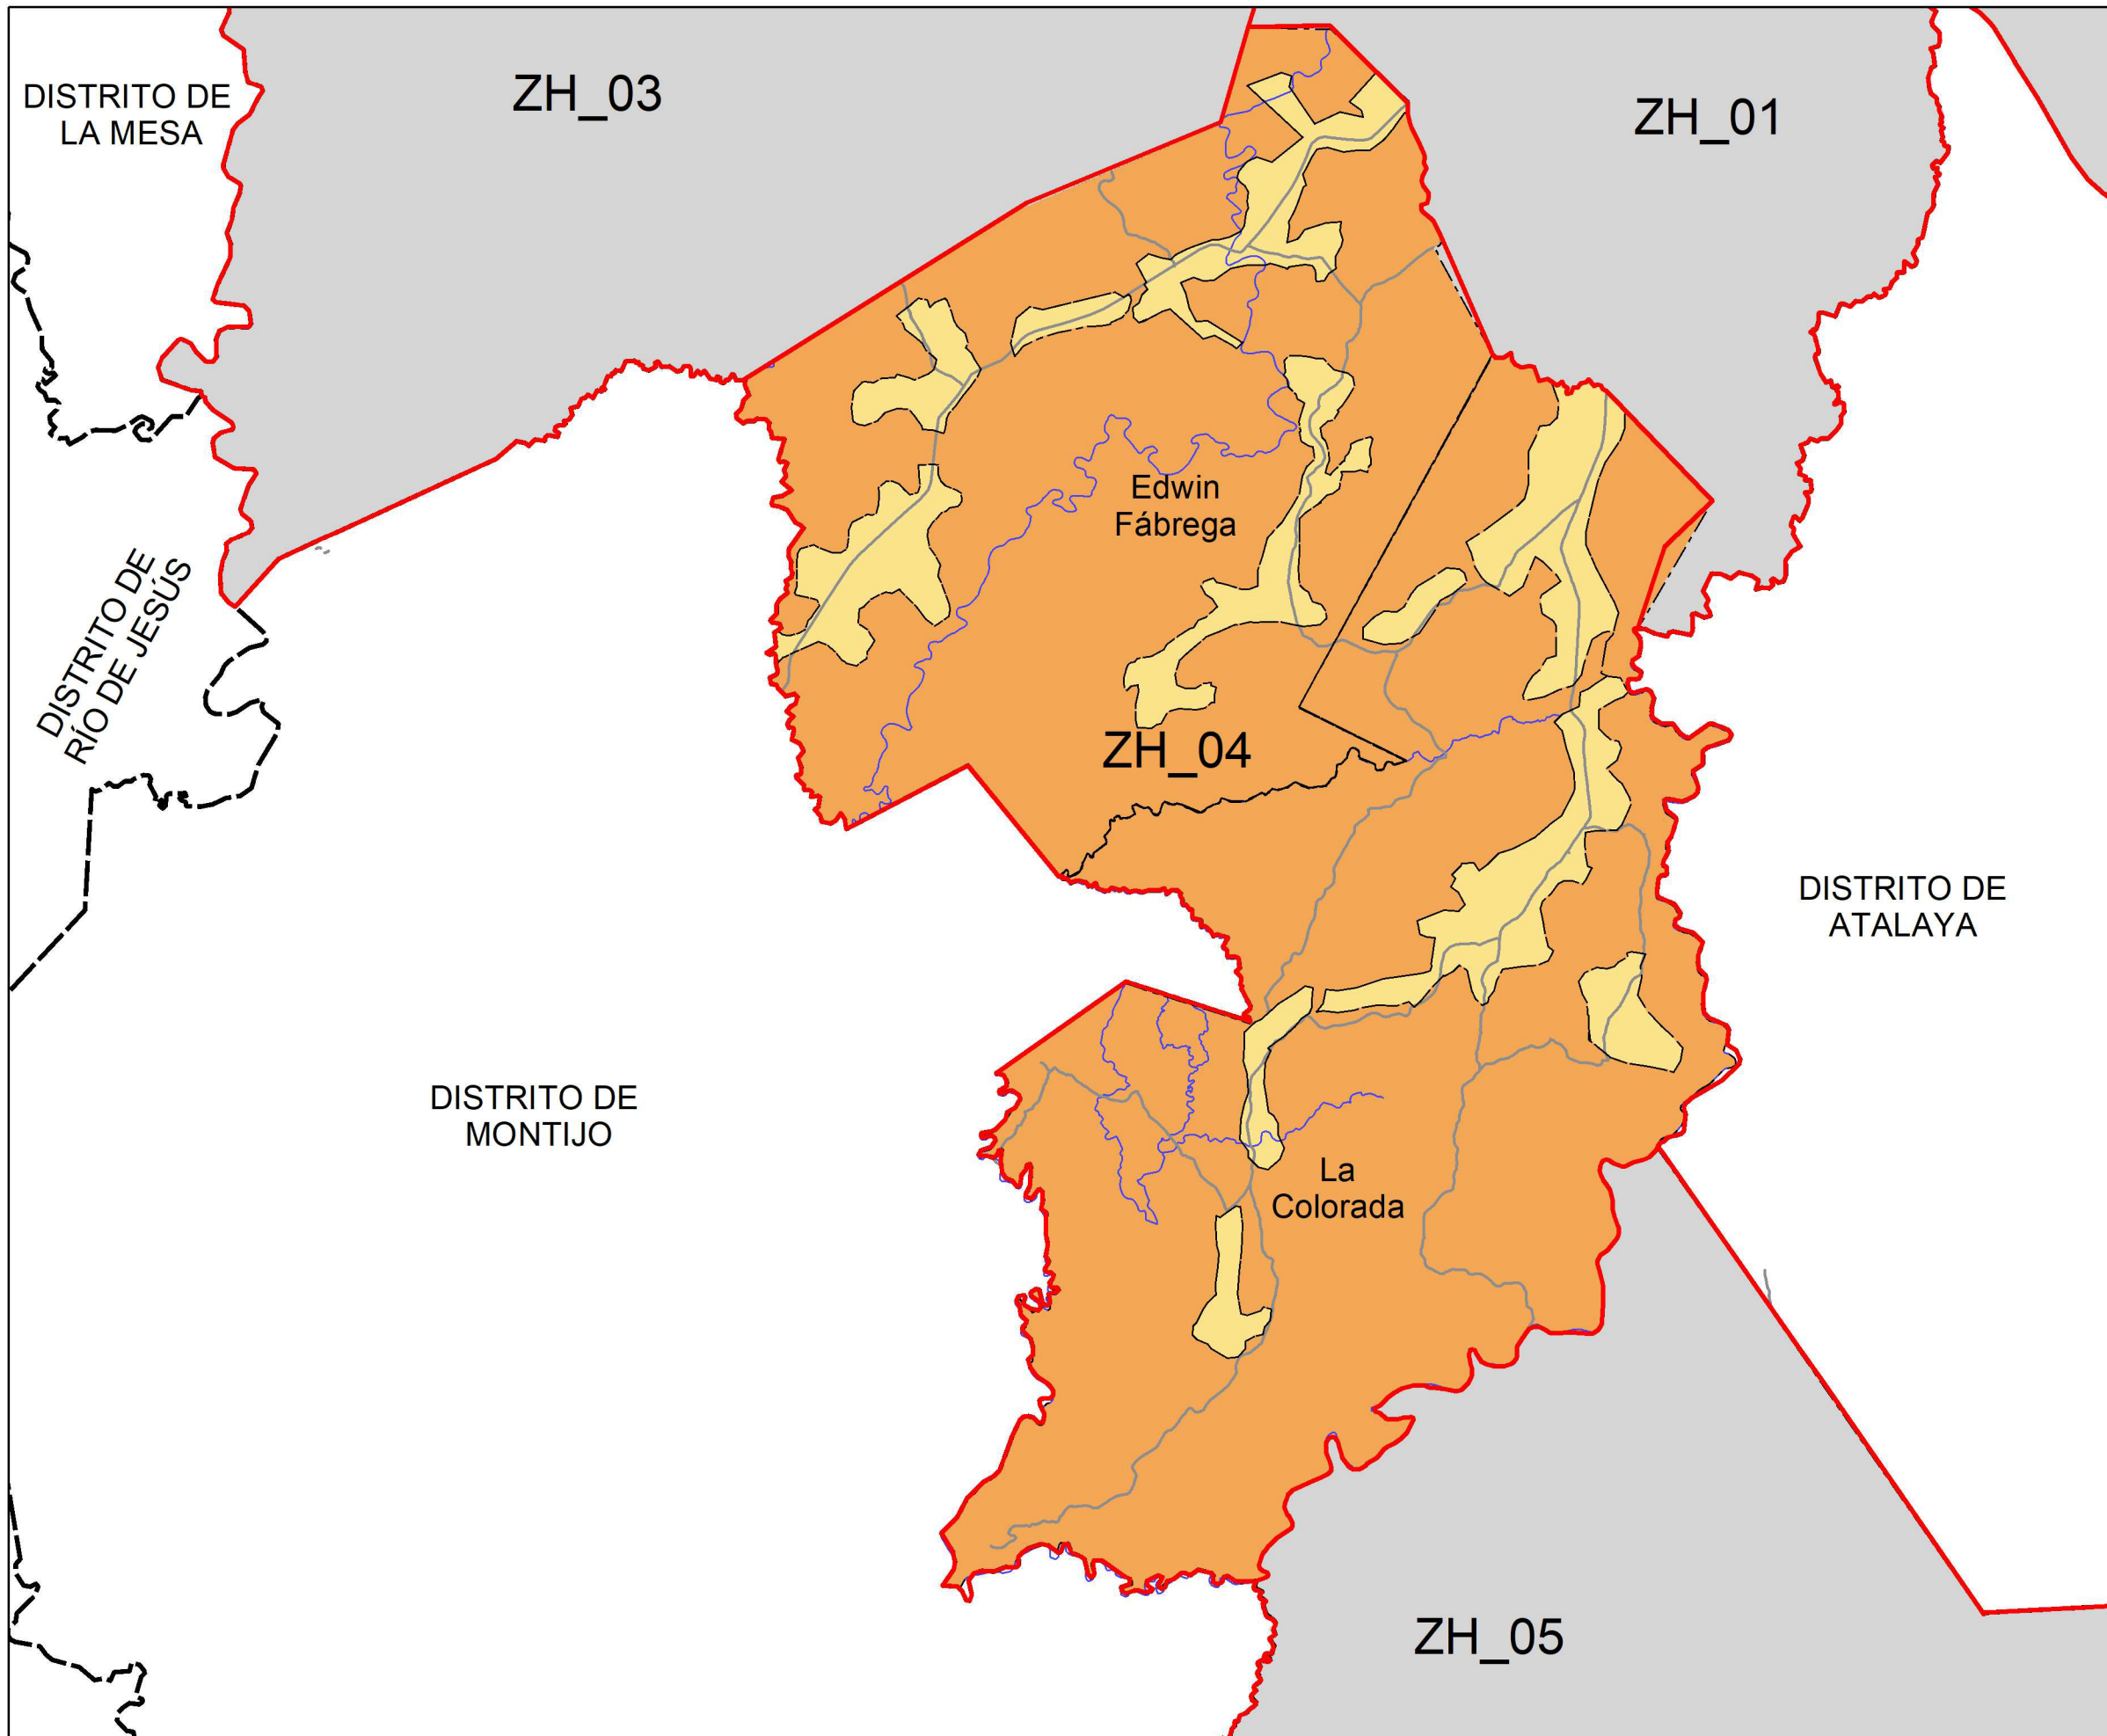 ZH_03
ZH_01
DISTRITO DE
LA MESA
Edwin
Fábrega
DISTRITO DE
RÍO DE JESÚS
ZH_04
DISTRITO DE
ATALAYA
DISTRITO DE
MONTIJO
La
Colorada
ZH_05